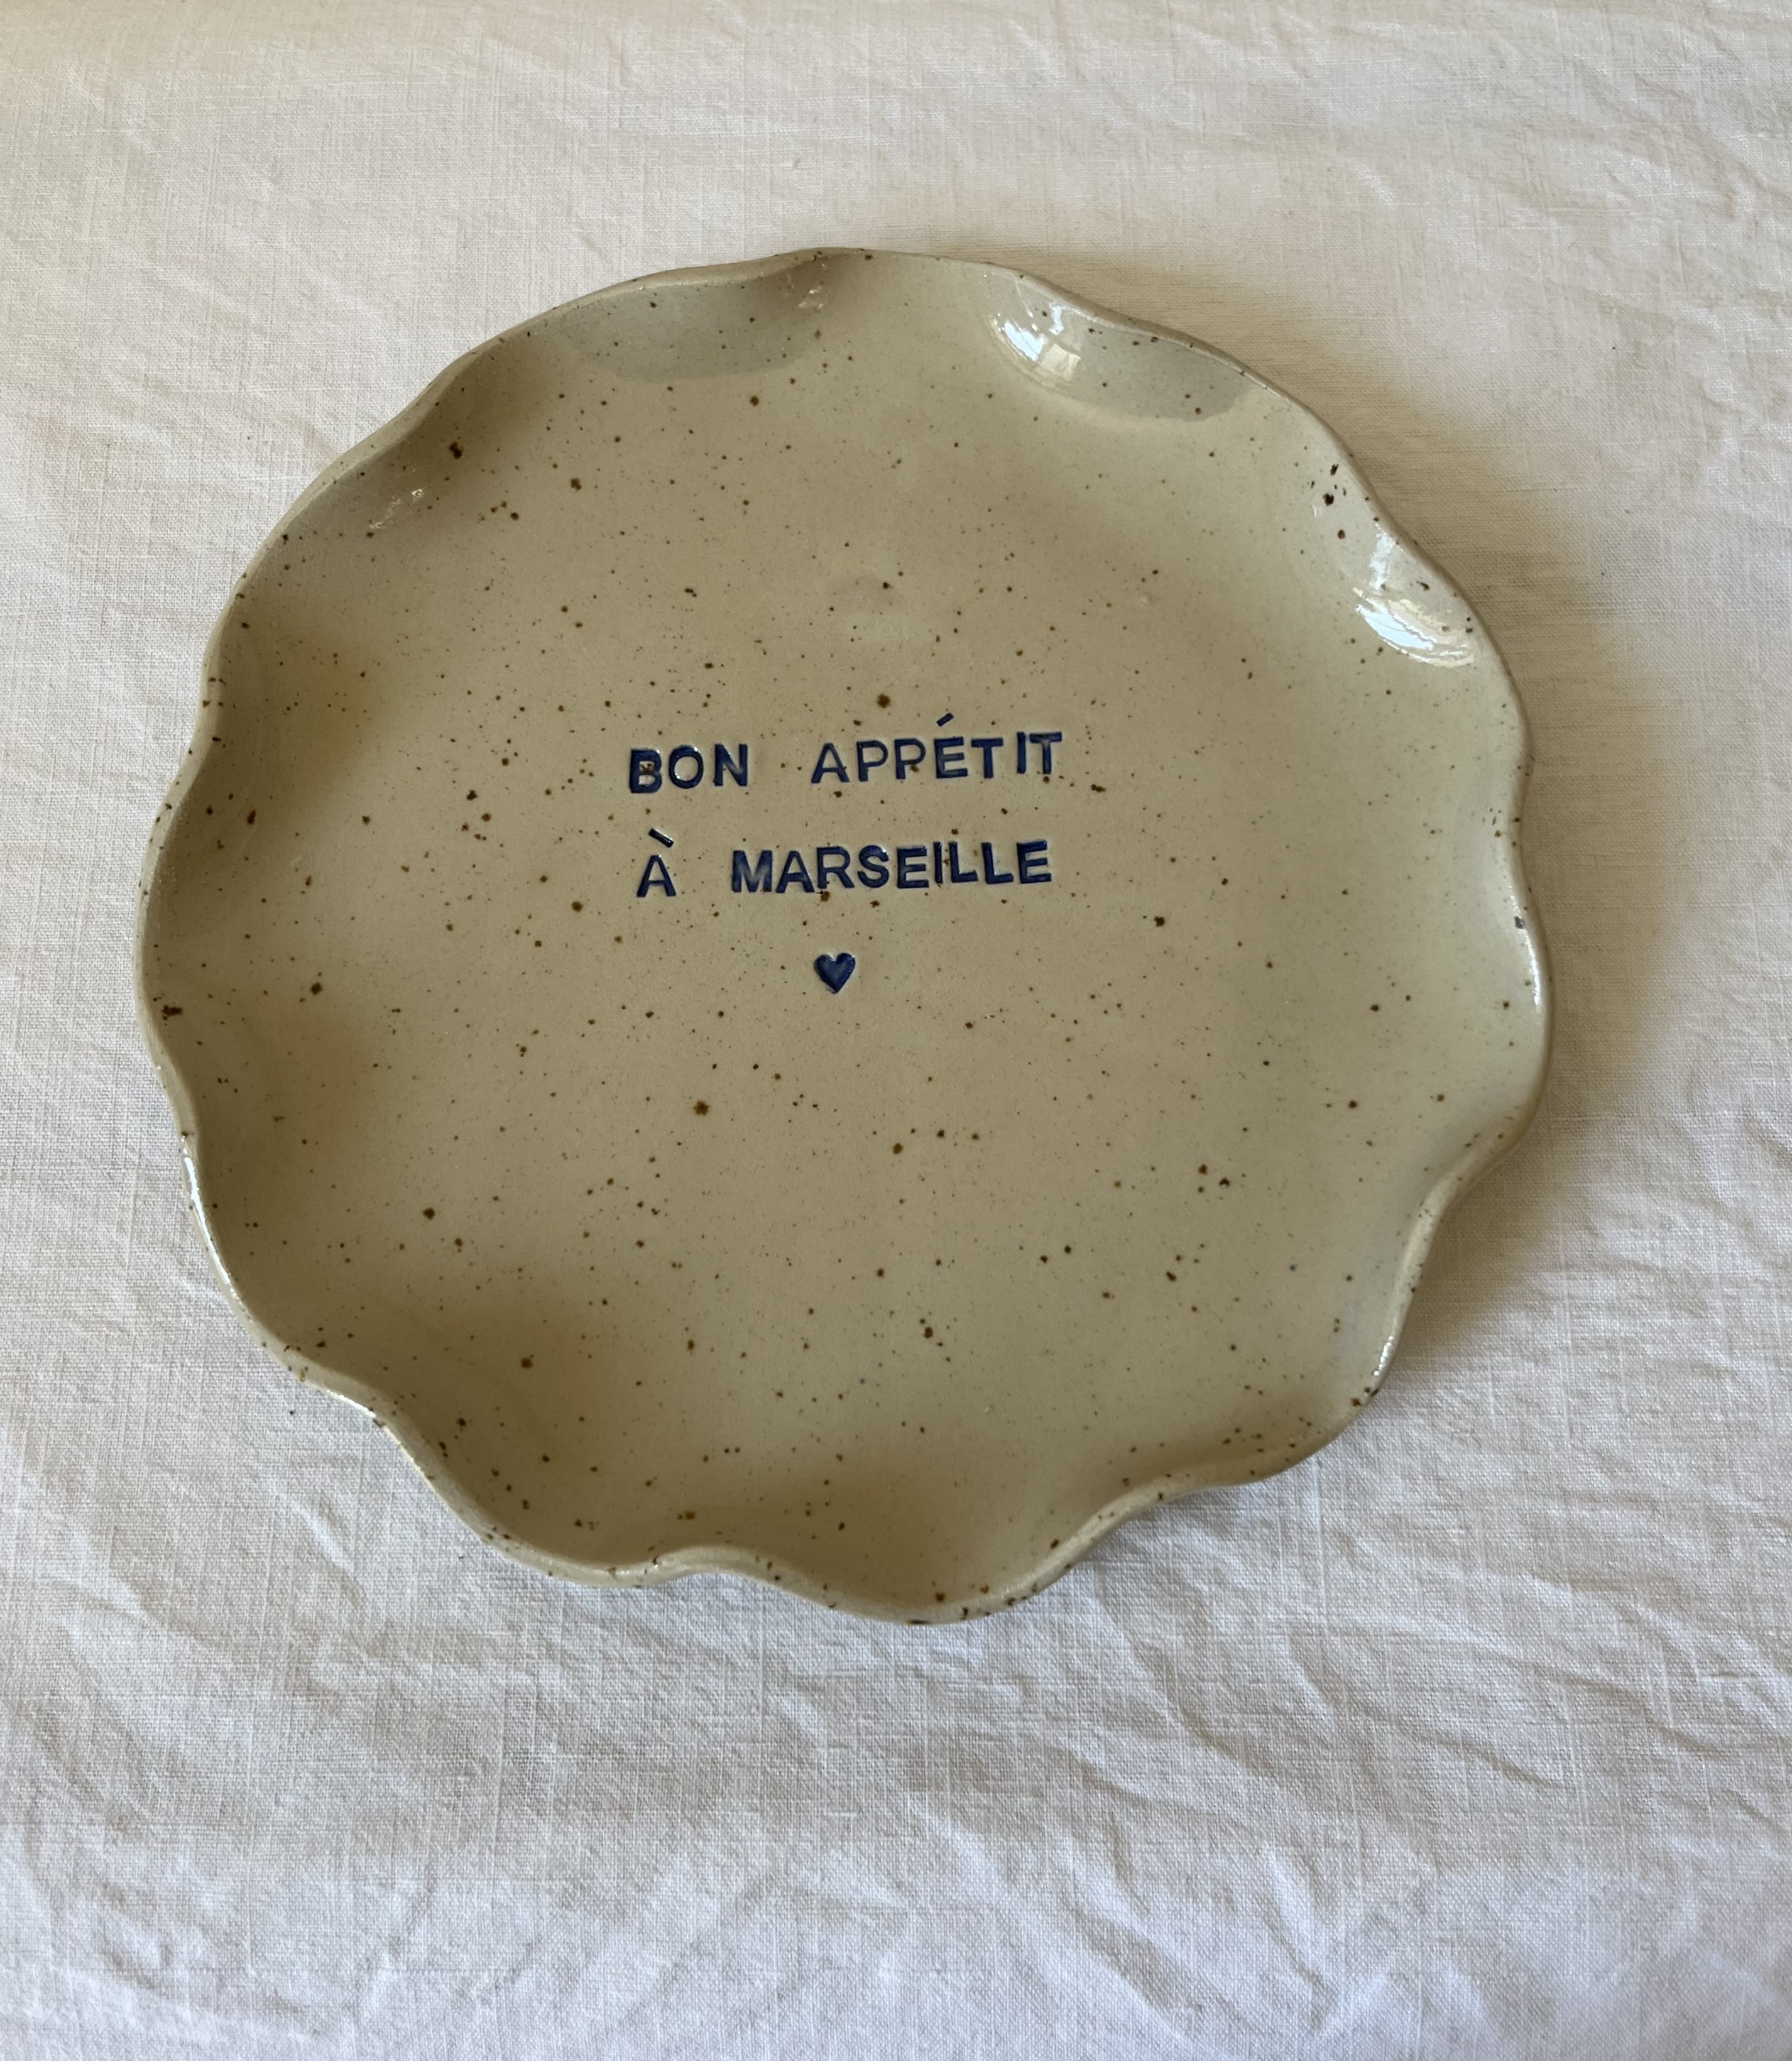 BON APPÉTIT
À MARSEILLE